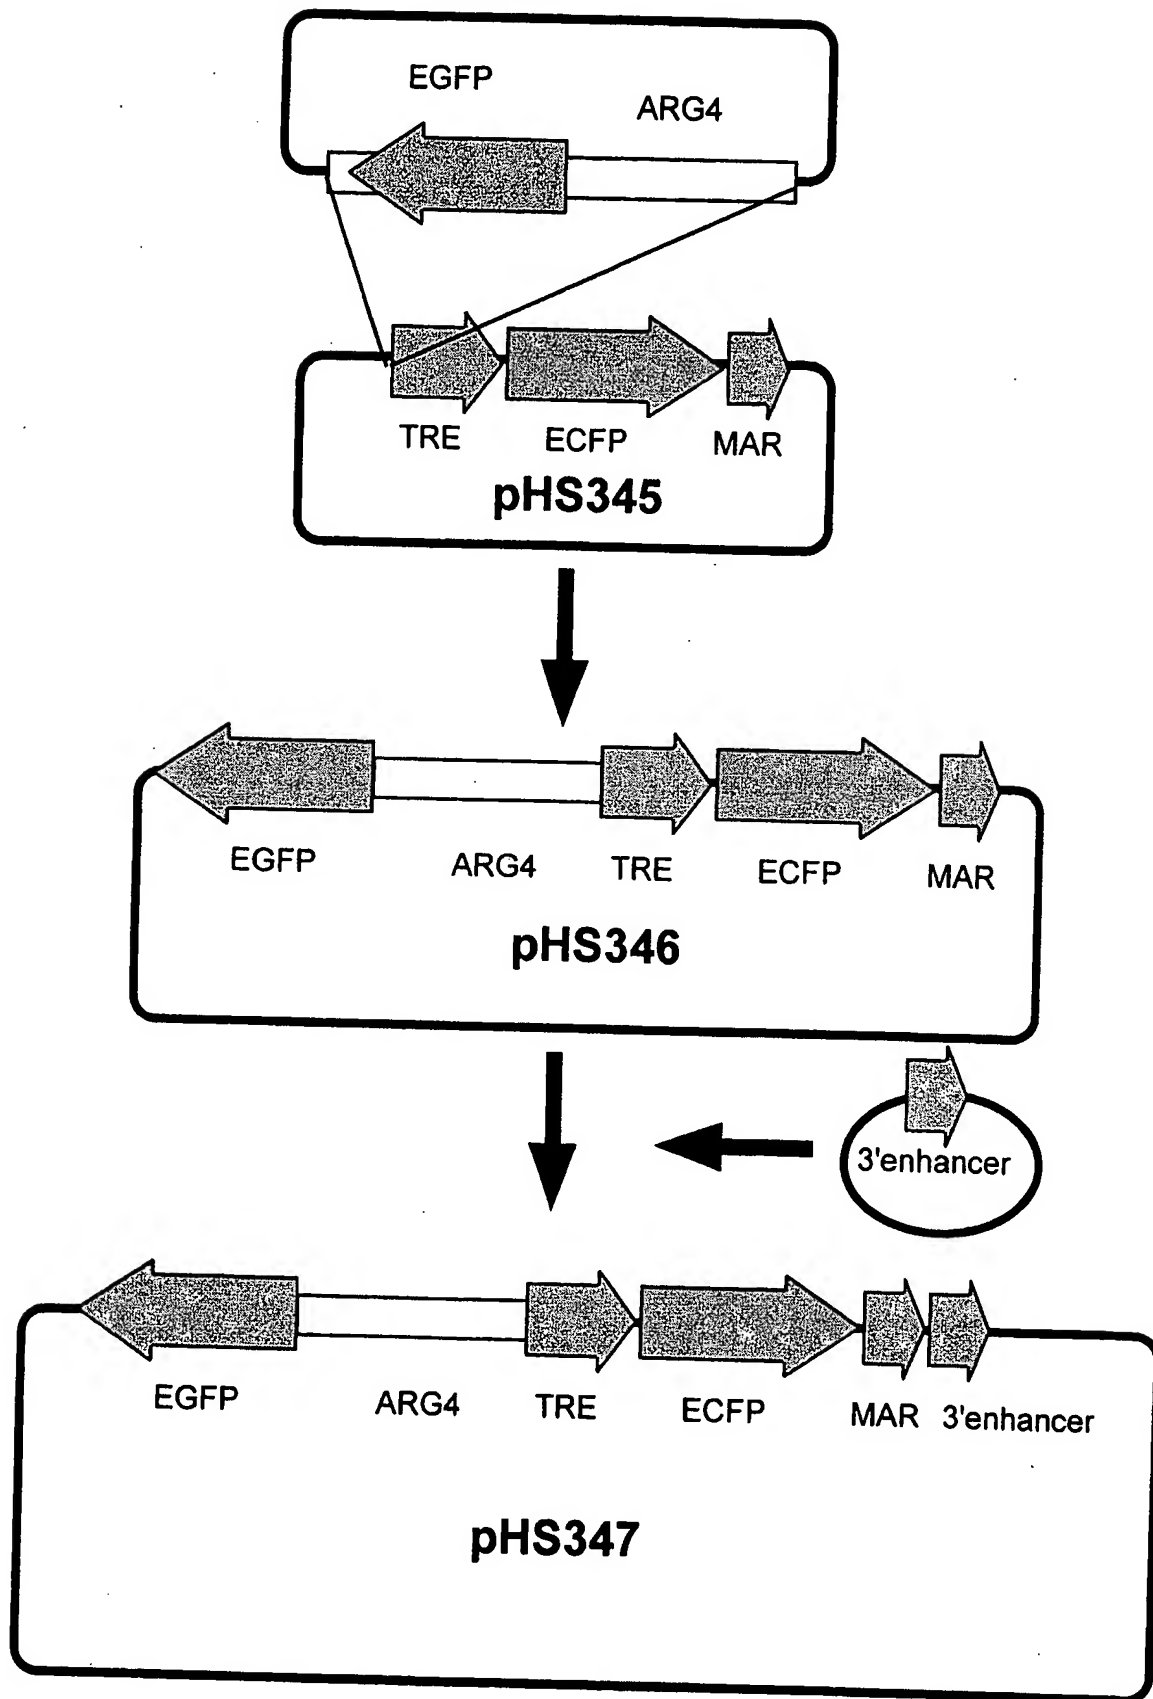 EGFP
ARG4
TRE ECFP MAR
pHS345
EGFP ARG4 TRE ECFP MAR
pHS346
3'enhancer
EGFP ARG4 TRE ECFP MAR 3'enhancer
pHS347